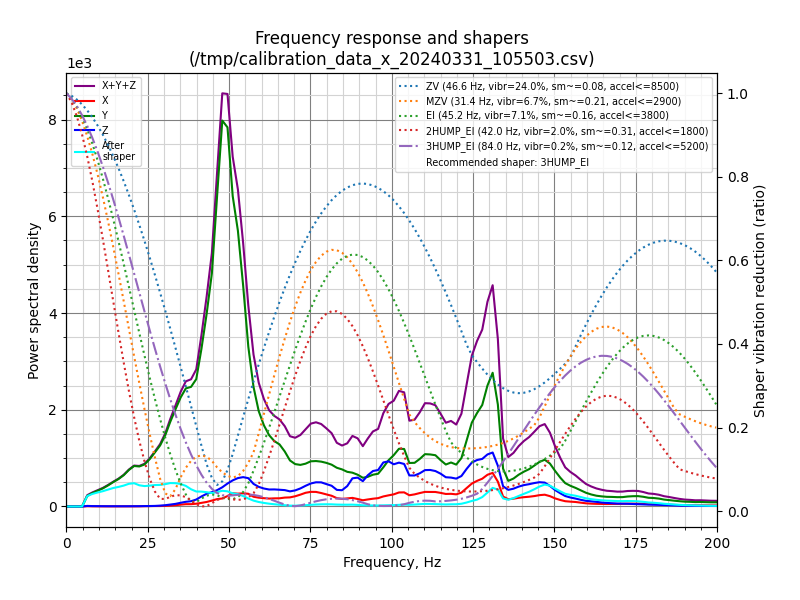 Frequency response and shapers
(/tmp/calibration_data_x_20240331_105503.csv)
1e3
X+Y+Z
X
Y
Z
After
shaper
ZV (46.6 Hz, vibr=24.0%, sm~=0.08, accel<=8500)
MZV (31.4 Hz, vibr=6.7%, sm~=0.21, accel<=2900)
EI (45.2 Hz, vibr=7.1%, sm~=0.16, accel<=3800)
2HUMP_EI (42.0 Hz, vibr=2.0%, sm~=0.31, accel<=1800)
3HUMP_EI (84.0 Hz, vibr=0.2%, sm~=0.12, accel<=5200)
Recommended shaper: 3HUMP_EI
8
6
4
2
0
Power spectral density
1.0
0.8
0.6
0.4
0.2
0.0
Shaper vibration reduction (ratio)
0 25 50 75 100 125 150 175 200
Frequency, Hz